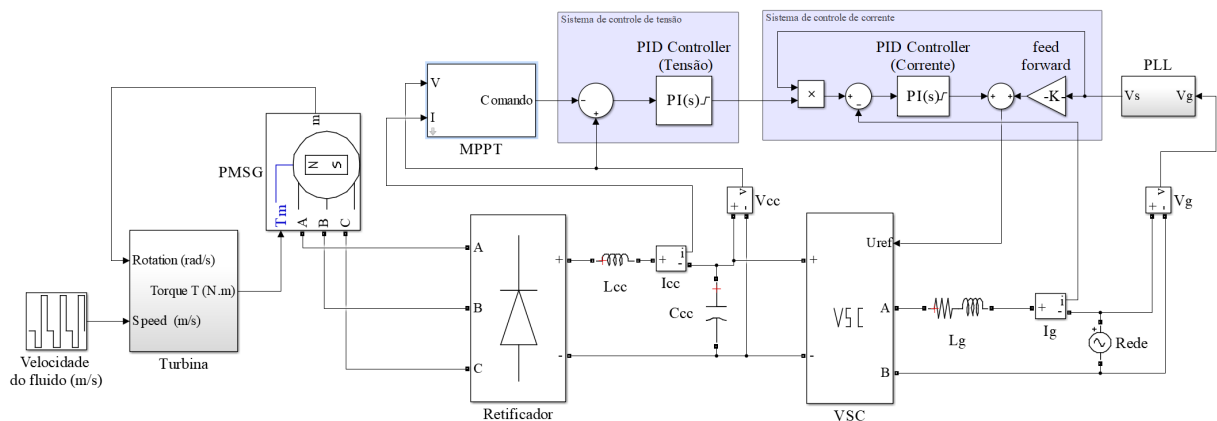 Sistema de controle de tensão
Sistema de controle de corrente
PID Controller
(Tensão)
PI(s)
PID Controller
(Corrente)
PI(s)
feed
forward
-K-
PLL
Vs
Vg
V
I
Comando
MPPT
×
-
+
+
-
+
+
m
N
S
PMSG
Tm
A
B
C
v
+ -
Vcc
v
+ -
Vg
Rotation (rad/s)
Torque T (N.m)
Speed (m/s)
Turbina
Velocidade
do fluido (m/s)
A
B
C
+
-
Retificador
+
Lcc
i
+
-
Icc
+
Ccc
Uref
+
-
VSC
A
B
VSC
+
Lg
i
+
-
Ig
+
Rede